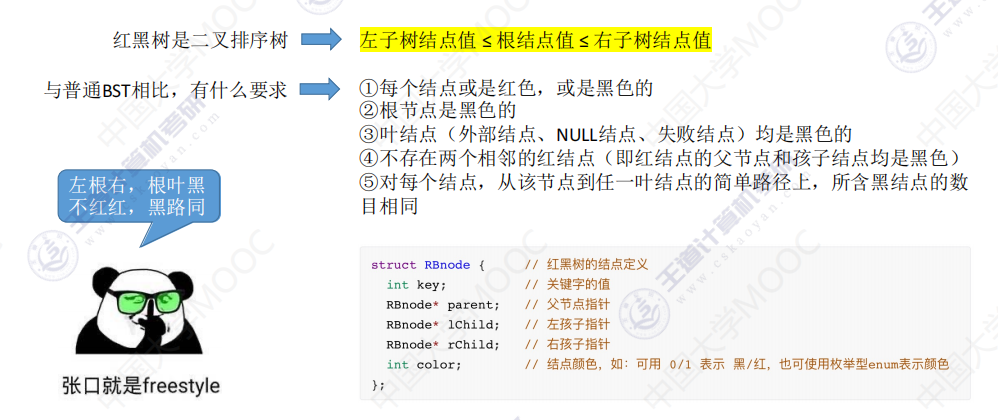 红黑树是二叉排序树
左子树结点值 ≤ 根结点值 ≤ 右子树结点值
与普通BST相比，有什么要求
①每个结点或是红色，或是黑色的
②根节点是黑色的
③叶结点（外部结点、NULL结点、失败结点）均是黑色的
④不存在两个相邻的红结点（即红结点的父节点和孩子结点均是黑色）
⑤对每个结点，从该节点到任一叶结点的简单路径上，所含黑结点的数
目相同
左根右，根叶黑
不红红，黑路同
张口就是freestyle
struct RBnode { // 红黑树的结点定义
int key; // 关键字的值
RBnode* parent; // 父节点指针
RBnode* lChild; // 左孩子指针
RBnode* rChild; // 右孩子指针
int color; // 结点颜色，如：可用 0/1 表示 黑/红，也可使用枚举型enum表示颜色
};
中国大学MOOC
王道计算机考研
www.cskaoyan.com